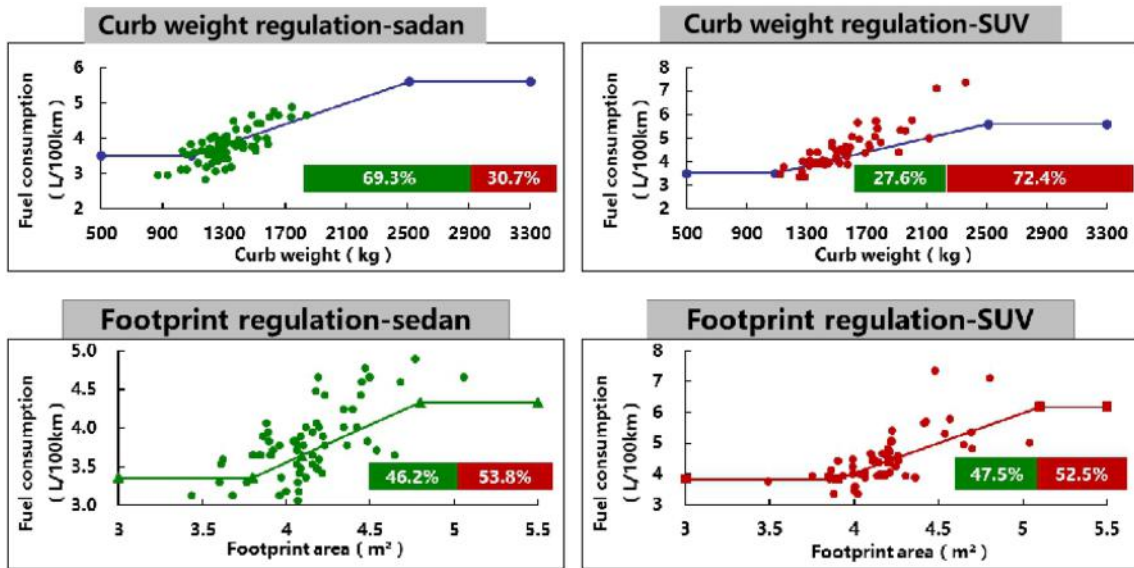 Curb weight regulation-sadan
Fuel consumption
( L/100km )
6
5
4
3
2
69.3% 30.7%
500 900 1300 1700 2100 2500 2900 3300
Curb weight ( kg )
Curb weight regulation-SUV
Fuel consumption
( L/100km )
8
7
6
5
4
3
2
27.6% 72.4%
500 900 1300 1700 2100 2500 2900 3300
Curb weight ( kg )
Footprint regulation-sedan
Fuel consumption
( L/100km )
5.0
4.5
4.0
3.5
3.0
46.2% 53.8%
3 3.5 4 4.5 5 5.5
Footprint area ( m² )
Footprint regulation-SUV
Fuel consumption
( L/100km )
8
7
6
5
4
3
47.5% 52.5%
3 3.5 4 4.5 5 5.5
Footprint area ( m² )